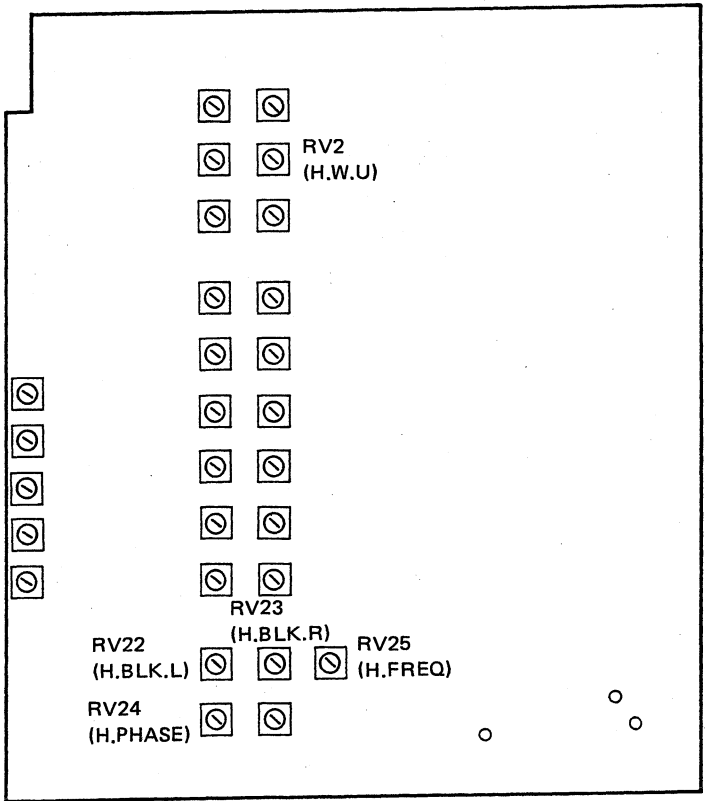 RV2
(H.W.U)
RV23
(H.BLK.R)
RV22
(H.BLK.L)
RV25
(H.FREQ)
RV24
(H.PHASE)